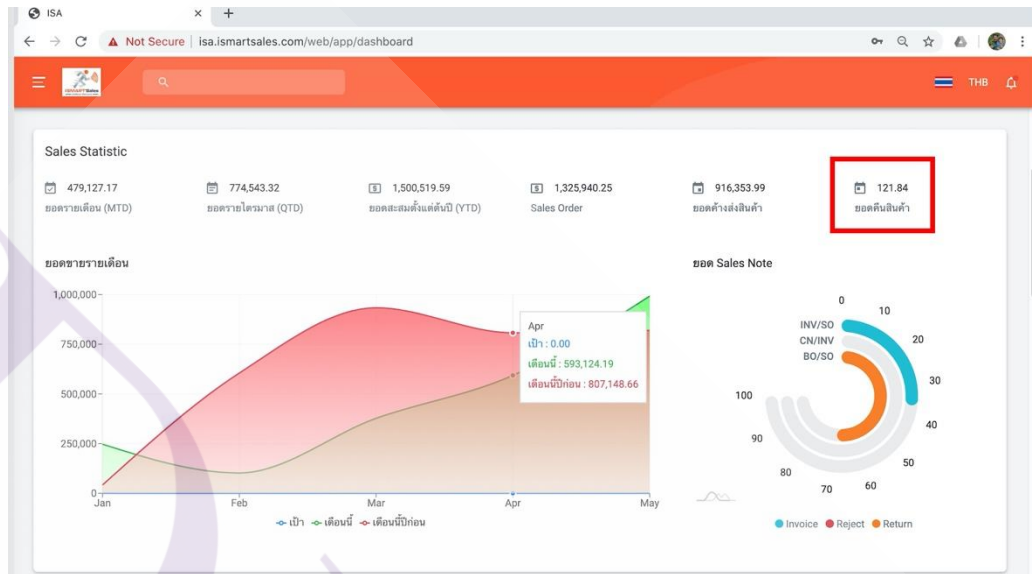 ISA
Not Secure | isa.ismartsales.com/web/app/dashboard
THB
Sales Statistic
479,127.17
ยอดรายเดือน (MTD)
774,543.32
ยอดรายไตรมาส (QTD)
1,500,519.59
ยอดสะสมตั้งแต่ต้นปี (YTD)
1,325,940.25
Sales Order
916,353.99
ยอดค้างส่งสินค้า
121.84
ยอดคืนสินค้า
ยอดขายรายเดือน
1,000,000
750,000
500,000
250,000
0
Jan
Feb
Mar
Apr
May
Apr
เป้า : 0.00
เดือนนี้ : 593,124.19
เดือนนี้ปีก่อน : 807,148.66
เป้า
เดือนนี้
เดือนนี้ปีก่อน
ยอด Sales Note
INV/SO
CN/INV
BO/SO
0
10
20
30
40
50
60
70
80
90
100
Invoice
Reject
Return